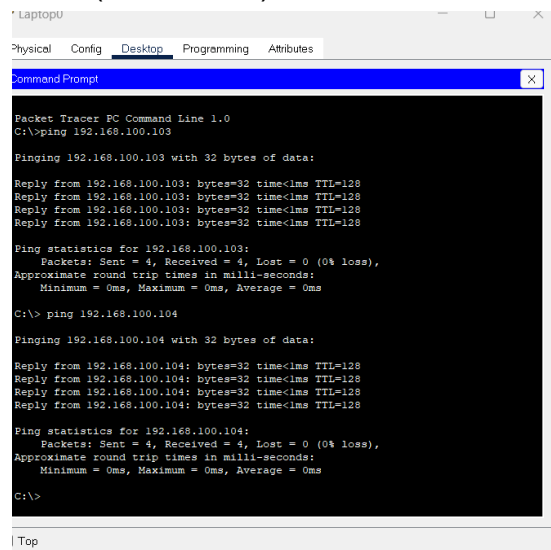 Laptop0
Physical Config Desktop Programming Attributes
Command Prompt X
Packet Tracer PC Command Line 1.0
C:\>ping 192.168.100.103
Pinging 192.168.100.103 with 32 bytes of data:
Reply from 192.168.100.103: bytes=32 time<1ms TTL=128
Reply from 192.168.100.103: bytes=32 time<1ms TTL=128
Reply from 192.168.100.103: bytes=32 time<1ms TTL=128
Reply from 192.168.100.103: bytes=32 time<1ms TTL=128
Ping statistics for 192.168.100.103:
Packets: Sent = 4, Received = 4, Lost = 0 (0% loss),
Approximate round trip times in milli-seconds:
Minimum = 0ms, Maximum = 0ms, Average = 0ms
C:\> ping 192.168.100.104
Pinging 192.168.100.104 with 32 bytes of data:
Reply from 192.168.100.104: bytes=32 time<1ms TTL=128
Reply from 192.168.100.104: bytes=32 time<1ms TTL=128
Reply from 192.168.100.104: bytes=32 time<1ms TTL=128
Reply from 192.168.100.104: bytes=32 time<1ms TTL=128
Ping statistics for 192.168.100.104:
Packets: Sent = 4, Received = 4, Lost = 0 (0% loss),
Approximate round trip times in milli-seconds:
Minimum = 0ms, Maximum = 0ms, Average = 0ms
C:\>
Top